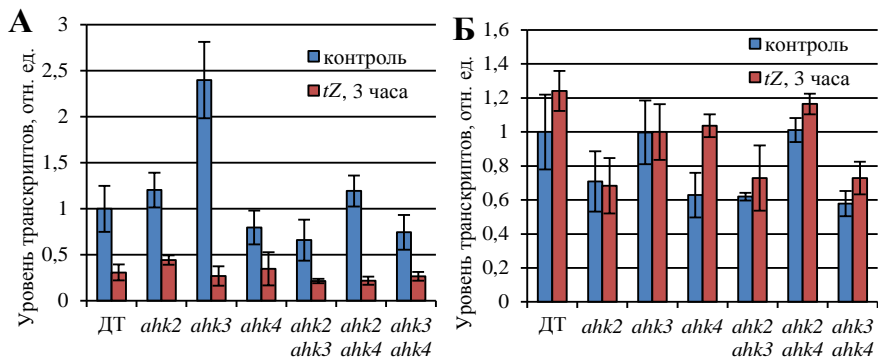 А
Уровень транскриптов, отн. ед.
3
2,5
2
1,5
1
0,5
0
контроль
tZ, 3 часа
ДТ
ahk2
ahk3
ahk4
ahk2 ahk2 ahk3
ahk3 ahk4 ahk4
Б
Уровень транскриптов, отн. ед.
1,6
1,4
1,2
1
0,8
0,6
0,4
0,2
0
контроль
tZ, 3 часа
ДТ
ahk2
ahk3
ahk4
ahk2 ahk2 ahk3
ahk3 ahk4 ahk4